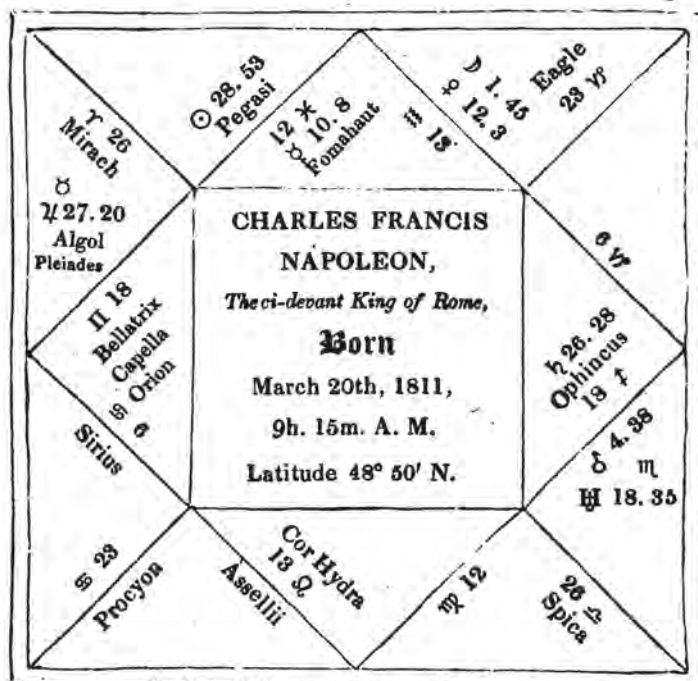 ☉ 28. 53
Pegasi
12 ♓
☿ 10. 8
Fomahaut
♒ 13
☽ 1. 45
♀ 12. 3
Eagle
23 ♑
♈ 26
Mirach
♉
♃ 27. 20
Algol
Pleiades
♊ 18
Bellatrix
Capella
Orion
♋ 6
CHARLES FRANCIS
NAPOLEON,
The ci-devant King of Rome,
Born
March 20th, 1811,
9h. 15m. A. M.
Latitude 48° 50′ N.
6 ♑
♄ 26. 28
Ophincus
18 ♐
♂ 4. 38
♏
♅ 18. 35
Sirius
♋ 23
Procyon
Assellii
Cor Hydra
13 ♌
♍ 12
26 ♎
Spica